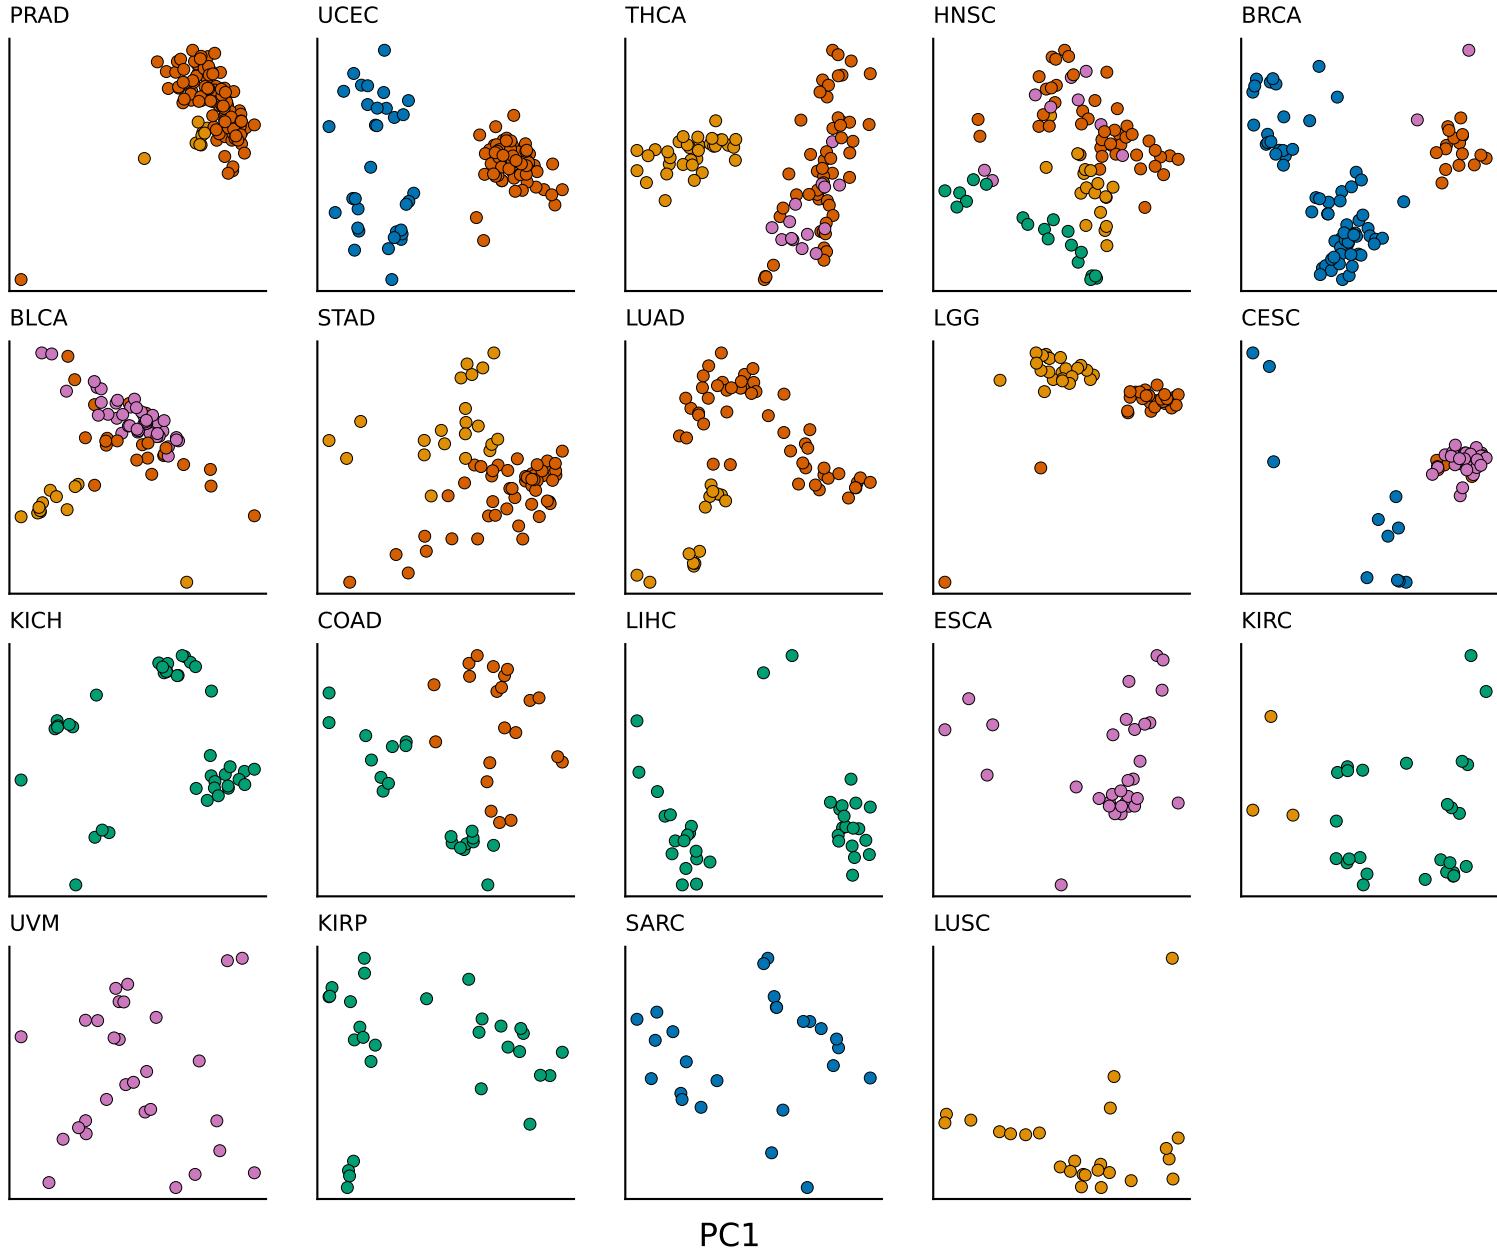 PRAD
UCEC
THCA
HNSC
BRCA
BLCA
STAD
LUAD
LGG
CESC
KICH
COAD
LIHC
ESCA
KIRC
UVM
KIRP
SARC
LUSC
PC1